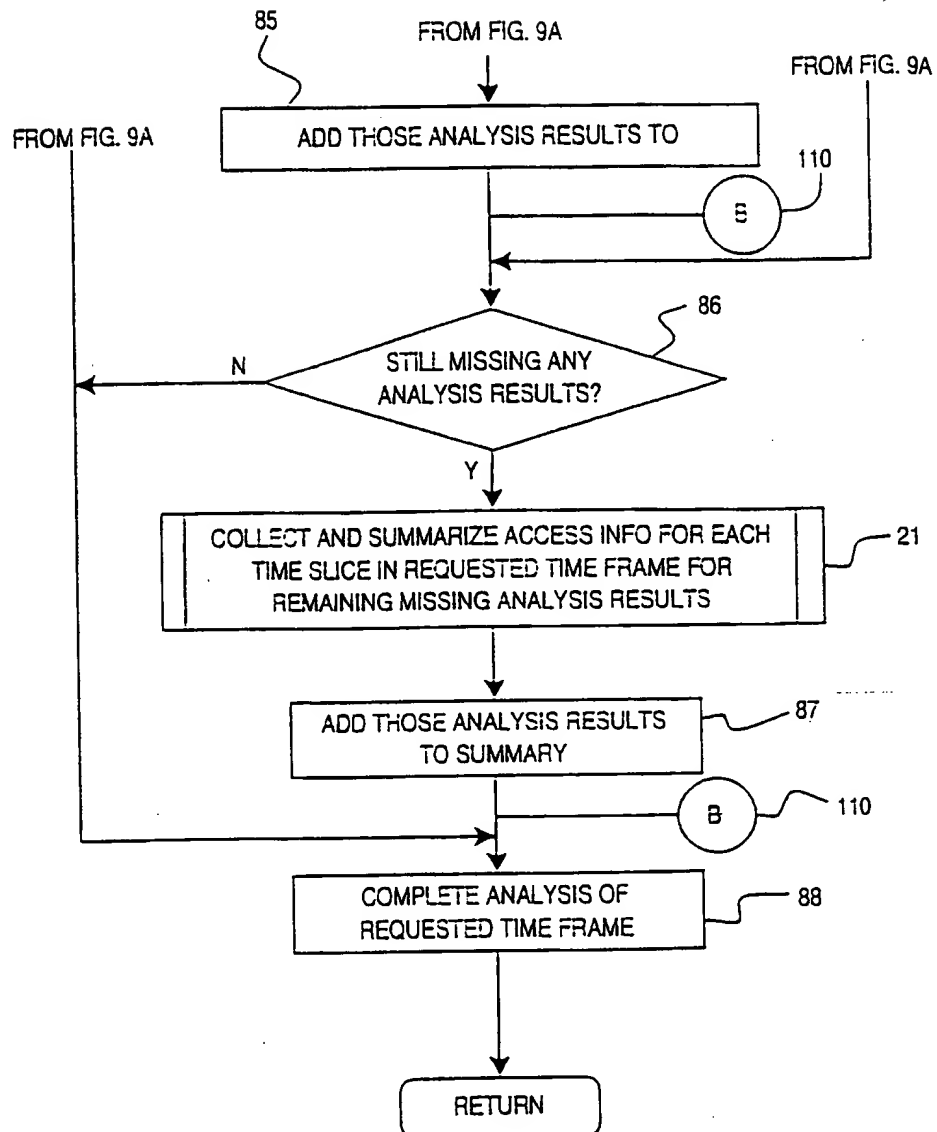 85
FROM FIG. 9A
FROM FIG. 9A
FROM FIG. 9A
ADD THOSE ANALYSIS RESULTS TO
110
B
86
STILL MISSING ANY
ANALYSIS RESULTS?
N
Y
COLLECT AND SUMMARIZE ACCESS INFO FOR EACH
TIME SLICE IN REQUESTED TIME FRAME FOR
REMAINING MISSING ANALYSIS RESULTS
21
ADD THOSE ANALYSIS RESULTS
TO SUMMARY
87
B
110
COMPLETE ANALYSIS OF
REQUESTED TIME FRAME
88
RETURN